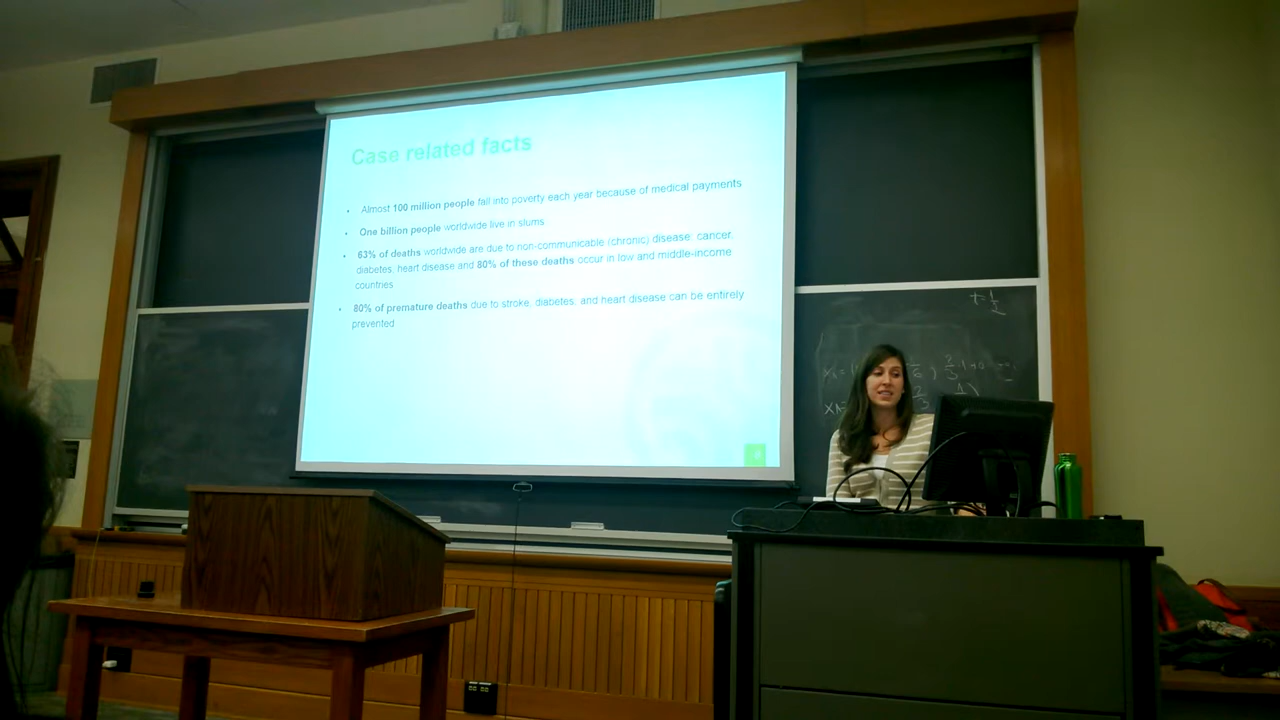 Case related facts
Almost 100 million people fall into poverty each year because of medical payments
One billion people worldwide live in slums
63% of deaths worldwide are due to non-communicable (chronic) disease: cancer,
diabetes, heart disease and 80% of these deaths occur in low and middle-income
countries
80% of premature deaths due to stroke, diabetes, and heart disease can be entirely
prevented
t=1/2